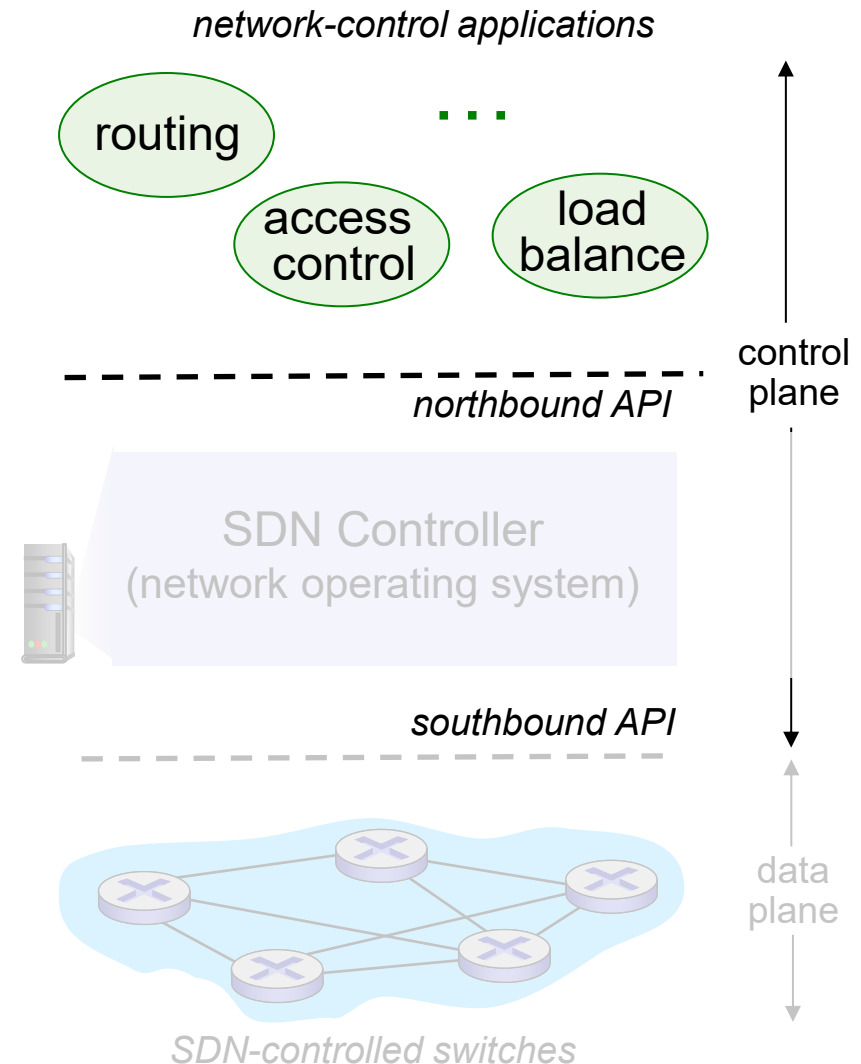 network-control applications
...
routing
access
control
load
balance
control
plane
northbound API
SDN Controller
(network operating system)
southbound API
data
plane
SDN-controlled switches